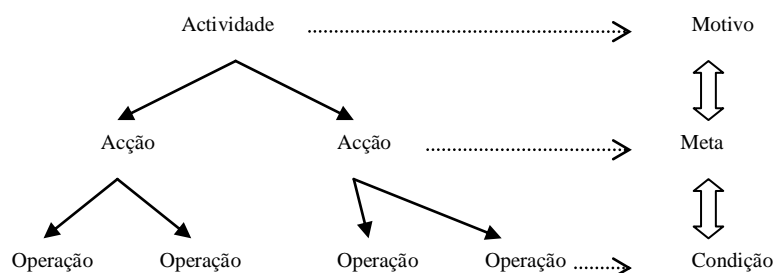 Actividade Motivo
Acção Acção Meta
Operação Operação Operação Operação Condição